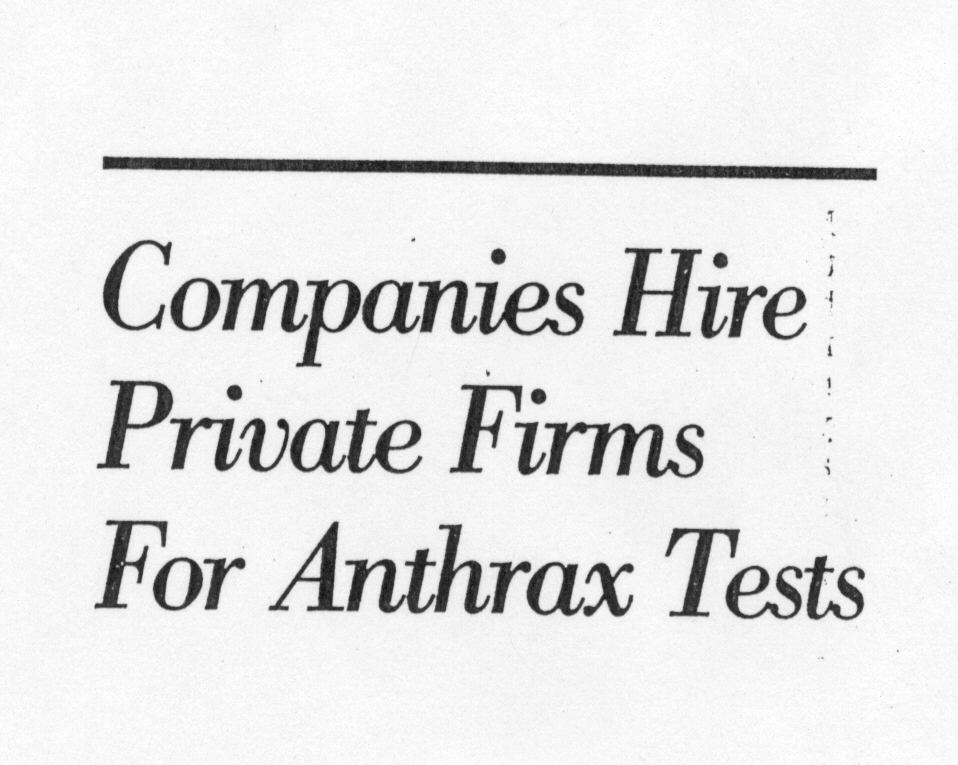 Companies Hire
Private Firms
For Anthrax Tests